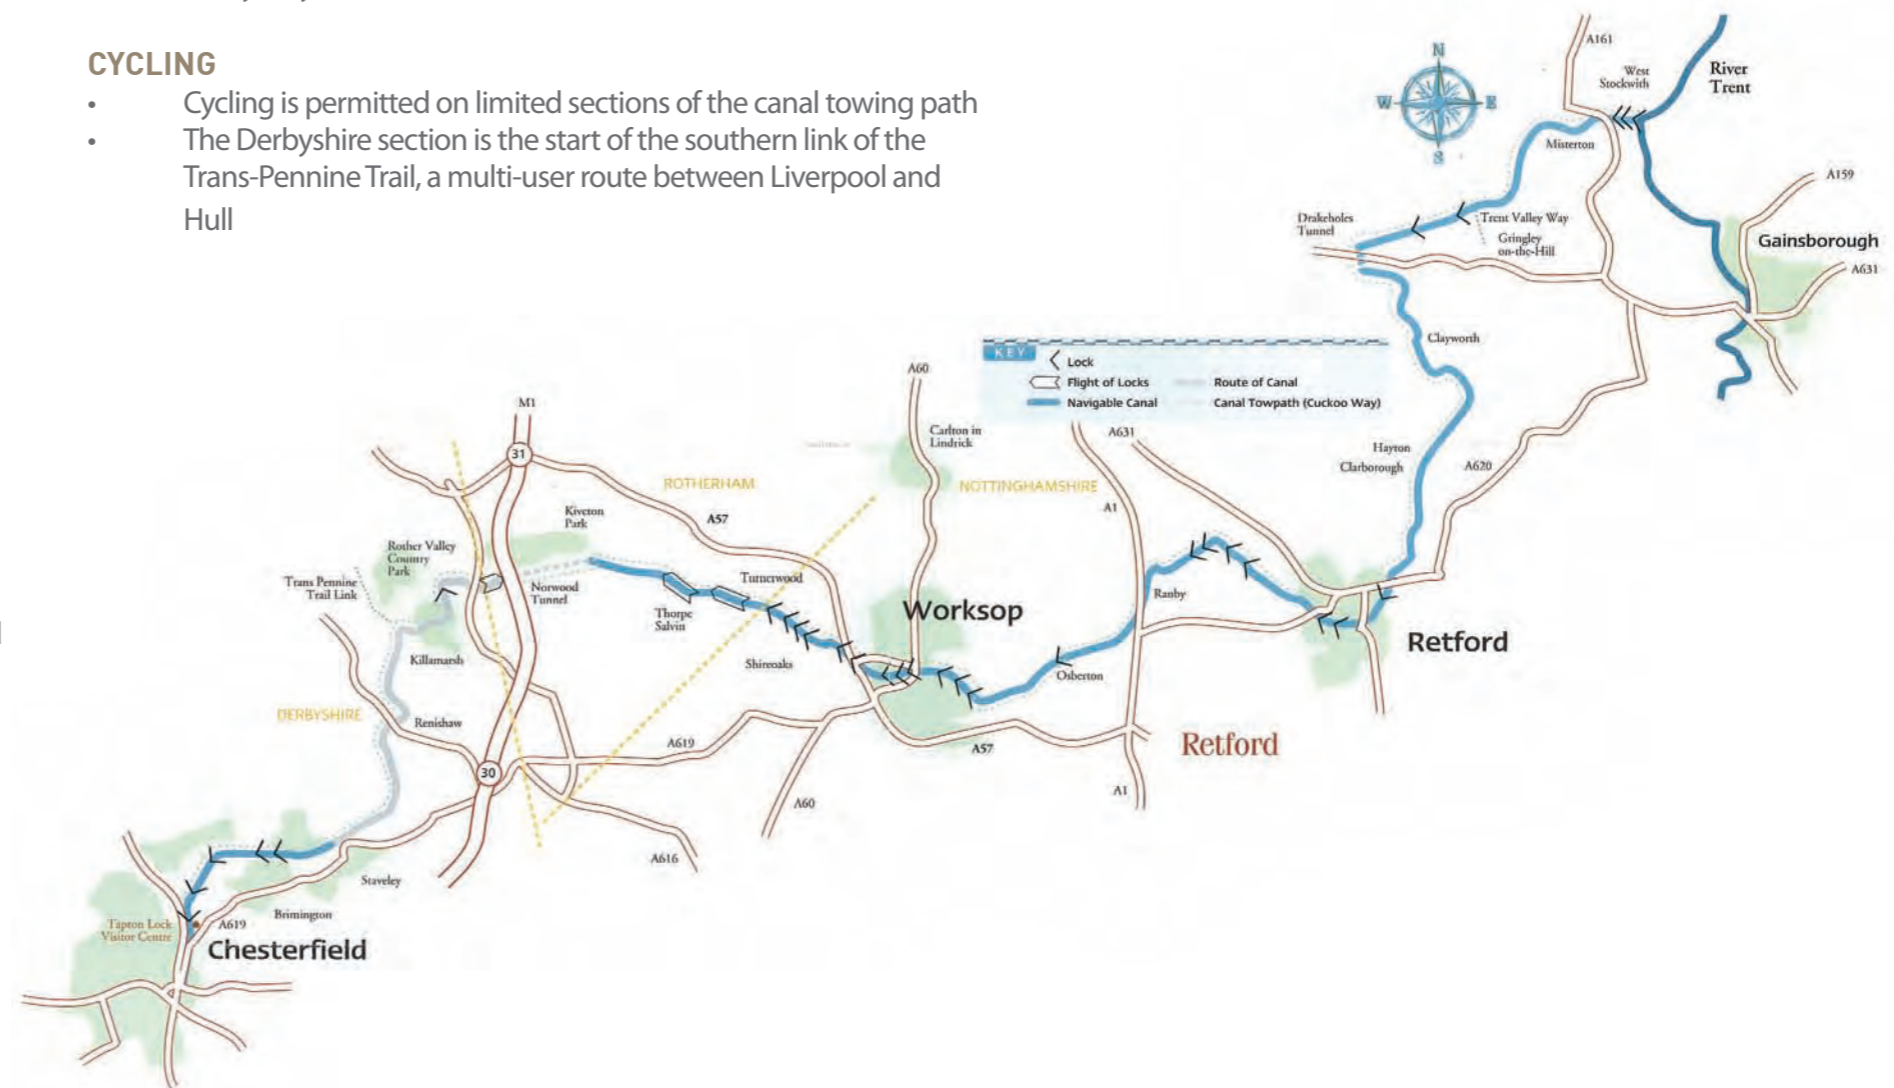 CYCLING
• Cycling is permitted on limited sections of the canal towing path
• The Derbyshire section is the start of the southern link of the
Trans-Pennine Trail, a multi-user route between Liverpool and
Hull
N
W
E
S
A161
West
Stockwith
River
Trent
Misterton
A159
Drakeholes
Tunnel
Trent Valley Way
Gringley
on-the-Hill
Gainsborough
A631
Clayworth
KEY
Lock
Flight of Locks
Route of Canal
Navigable Canal
Canal Towpath (Cuckoo Way)
A60
M1
Carlton in
Lindrick
A631
Hayton
Clarborough
A620
31
ROTHERHAM
NOTTINGHAMSHIRE
A57
A1
Kiveton
Park
Rother Valley
Country
Park
Trans Pennine
Trail Link
Norwood
Tunnel
Turnerwood
Thorpe
Salvin
Worksop
Ranby
Retford
Killamarsh
Shireoaks
Osberton
DERBYSHIRE
Renishaw
A619
A57
Retford
30
A60
A1
A616
Staveley
Brimington
Tapton Lock
Visitor Centre
A619
Chesterfield